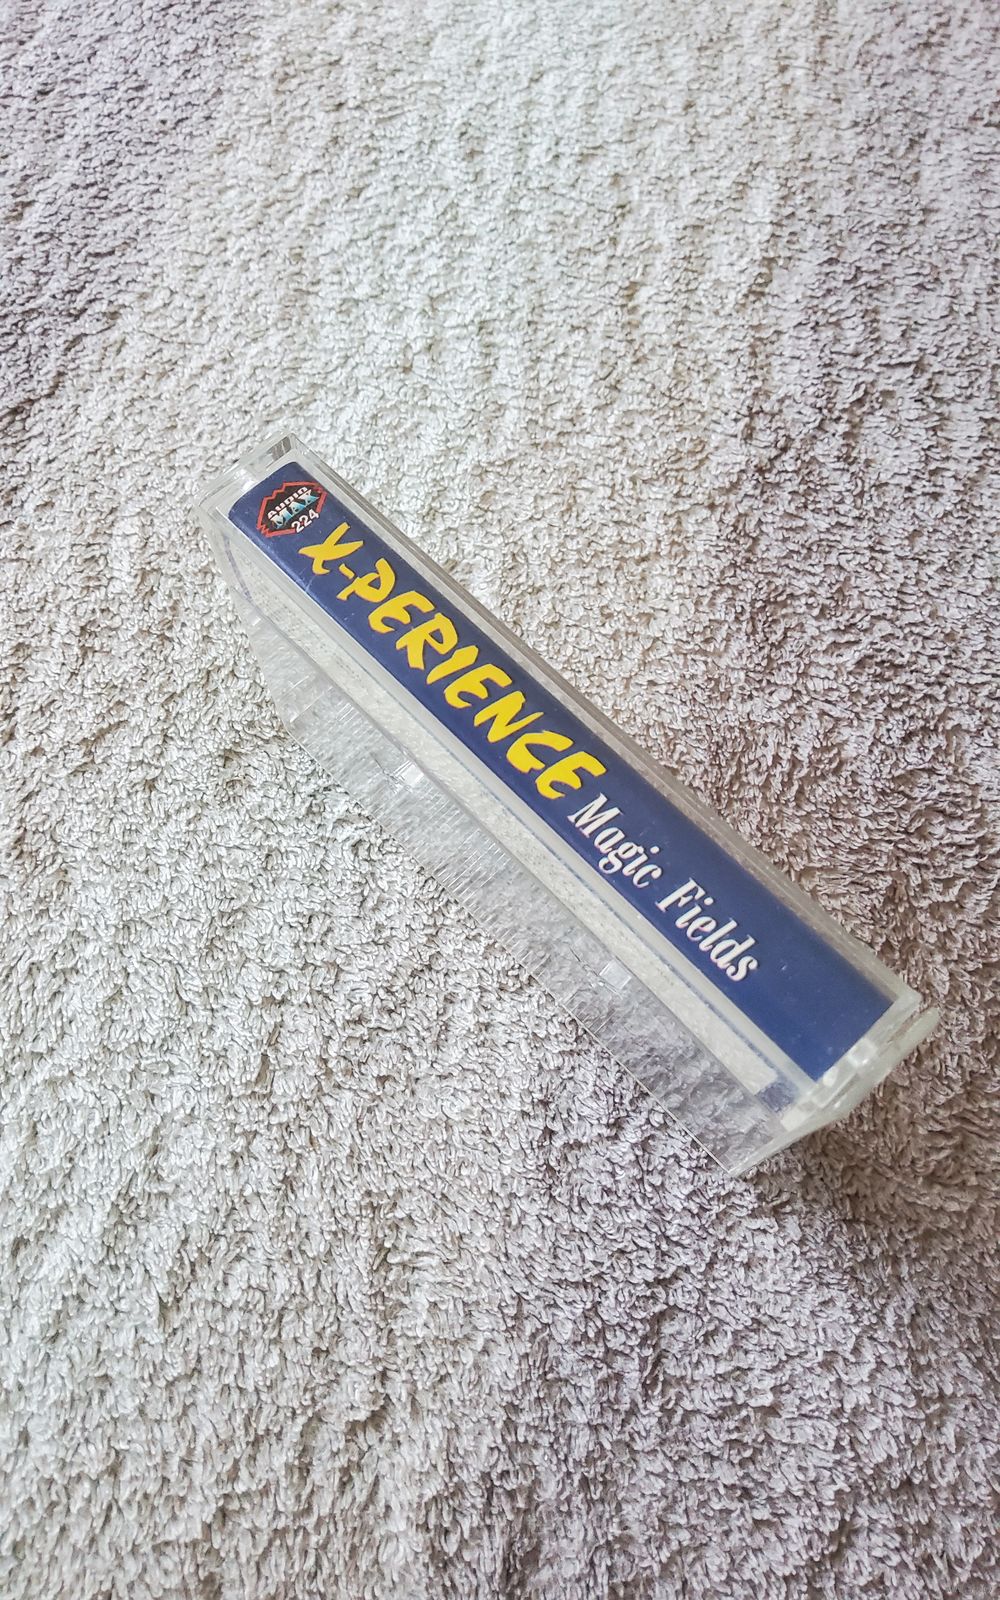 AUDIO
MAX
224
X-PERIENCE Magic Fields